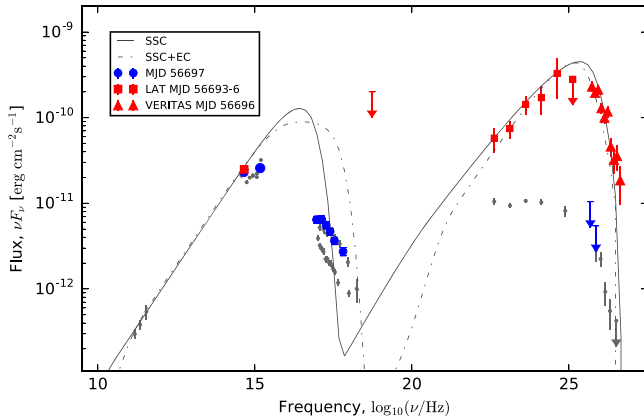 10⁻⁹
10⁻¹⁰
10⁻¹¹
10⁻¹²
Flux, νFν [erg cm⁻²s⁻¹]
SSC
SSC+EC
MJD 56697
LAT MJD 56693-6
VERITAS MJD 56696
10 15 20 25
Frequency, log₁₀(ν/Hz)